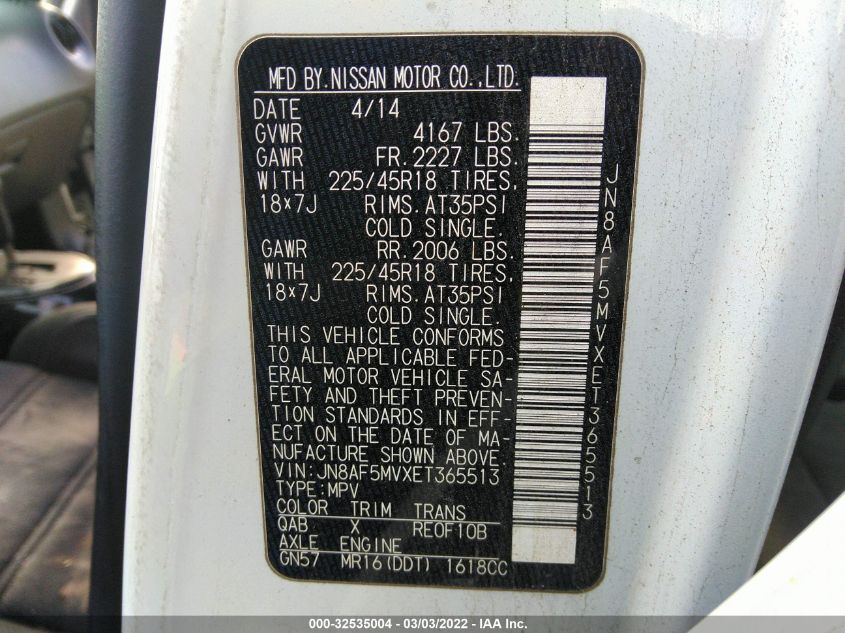 MFD BY.NISSAN MOTOR CO.,LTD.
DATE 4/14
GVWR 4167 LBS.
GAWR FR.2227 LBS.
WITH 225/45R18 TIRES,
18×7J RIMS.AT35PSI
COLD SINGLE.
GAWR RR.2006 LBS.
WITH 225/45R18 TIRES,
18×7J RIMS.AT35PSI
COLD SINGLE.
THIS VEHICLE CONFORMS
TO ALL APPLICABLE FED-
ERAL MOTOR VEHICLE SA-
FETY AND THEFT PREVEN-
TION STANDARDS IN EFF-
ECT ON THE DATE OF MA-
NUFACTURE SHOWN ABOVE.
VIN:JN8AF5MVXET365513
TYPE:MPV
COLOR TRIM TRANS
QAB X RE0F10B
AXLE ENGINE
GN57 MR16(DDT) 1618CC
JN8AF5MVXET365513
000-32535004 - 03/03/2022 - IAA Inc.